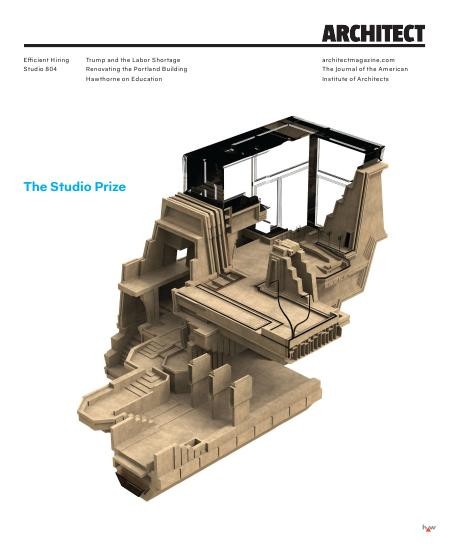 ARCHITECT
Efficient Hiring
Studio 804
Trump and the Labor Shortage
Renovating the Portland Building
Hawthorne on Education
architectmagazine.com
The Journal of the American
Institute of Architects
The Studio Prize